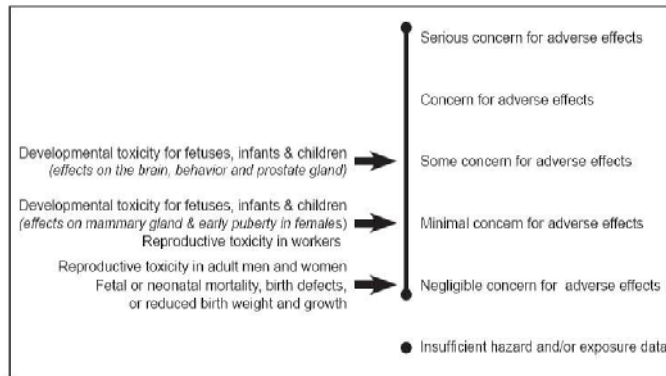 Serious concern for adverse effects
Concern for adverse effects
Developmental toxicity for fetuses, infants & children
(effects on the brain, behavior and prostate gland)
Some concern for adverse effects
Developmental toxicity for fetuses, infants & children
(effects on mammary gland & early puberty in females)
Reproductive toxicity in workers
Minimal concern for adverse effects
Reproductive toxicity in adult men and women
Fetal or neonatal mortality, birth defects,
or reduced birth weight and growth
Negligible concern for adverse effects
Insufficient hazard and/or exposure data